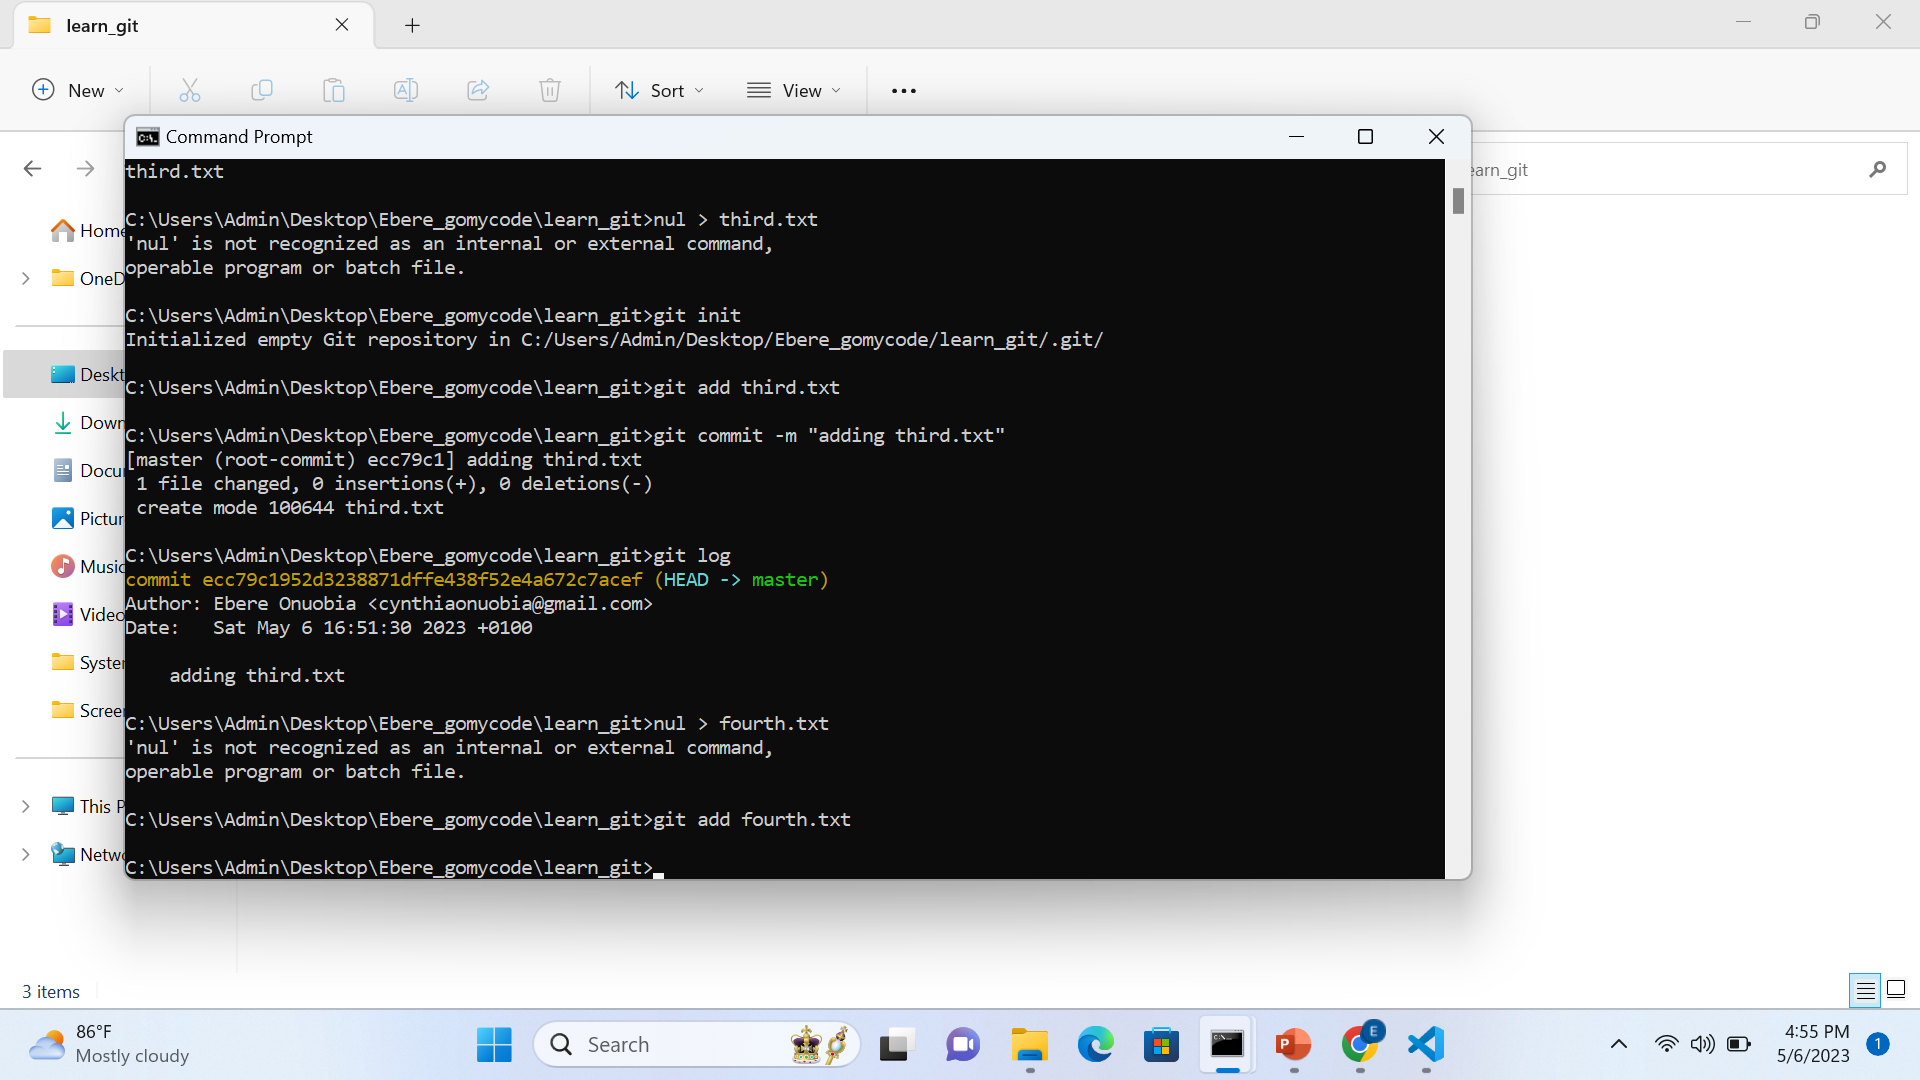 learn_git
New
Sort
View
Command Prompt
earn_git
Home
OneD
Deskt
Down
Docu
Pictur
Music
Video
System
Screen
This P
Netwo
third.txt
C:\Users\Admin\Desktop\Ebere_gomycode\learn_git>nul > third.txt
'nul' is not recognized as an internal or external command,
operable program or batch file.
C:\Users\Admin\Desktop\Ebere_gomycode\learn_git>git init
Initialized empty Git repository in C:/Users/Admin/Desktop/Ebere_gomycode/learn_git/.git/
C:\Users\Admin\Desktop\Ebere_gomycode\learn_git>git add third.txt
C:\Users\Admin\Desktop\Ebere_gomycode\learn_git>git commit -m "adding third.txt"
[master (root-commit) ecc79c1] adding third.txt
1 file changed, 0 insertions(+), 0 deletions(-)
create mode 100644 third.txt
C:\Users\Admin\Desktop\Ebere_gomycode\learn_git>git log
commit ecc79c1952d3238871dffe438f52e4a672c7acef (HEAD -> master)
Author: Ebere Onuobia <cynthiaonuobia@gmail.com>
Date:   Sat May 6 16:51:30 2023 +0100
adding third.txt
C:\Users\Admin\Desktop\Ebere_gomycode\learn_git>nul > fourth.txt
'nul' is not recognized as an internal or external command,
operable program or batch file.
C:\Users\Admin\Desktop\Ebere_gomycode\learn_git>git add fourth.txt
C:\Users\Admin\Desktop\Ebere_gomycode\learn_git>
3 items
86°F
Mostly cloudy
Search
E
4:55 PM
5/6/2023
1